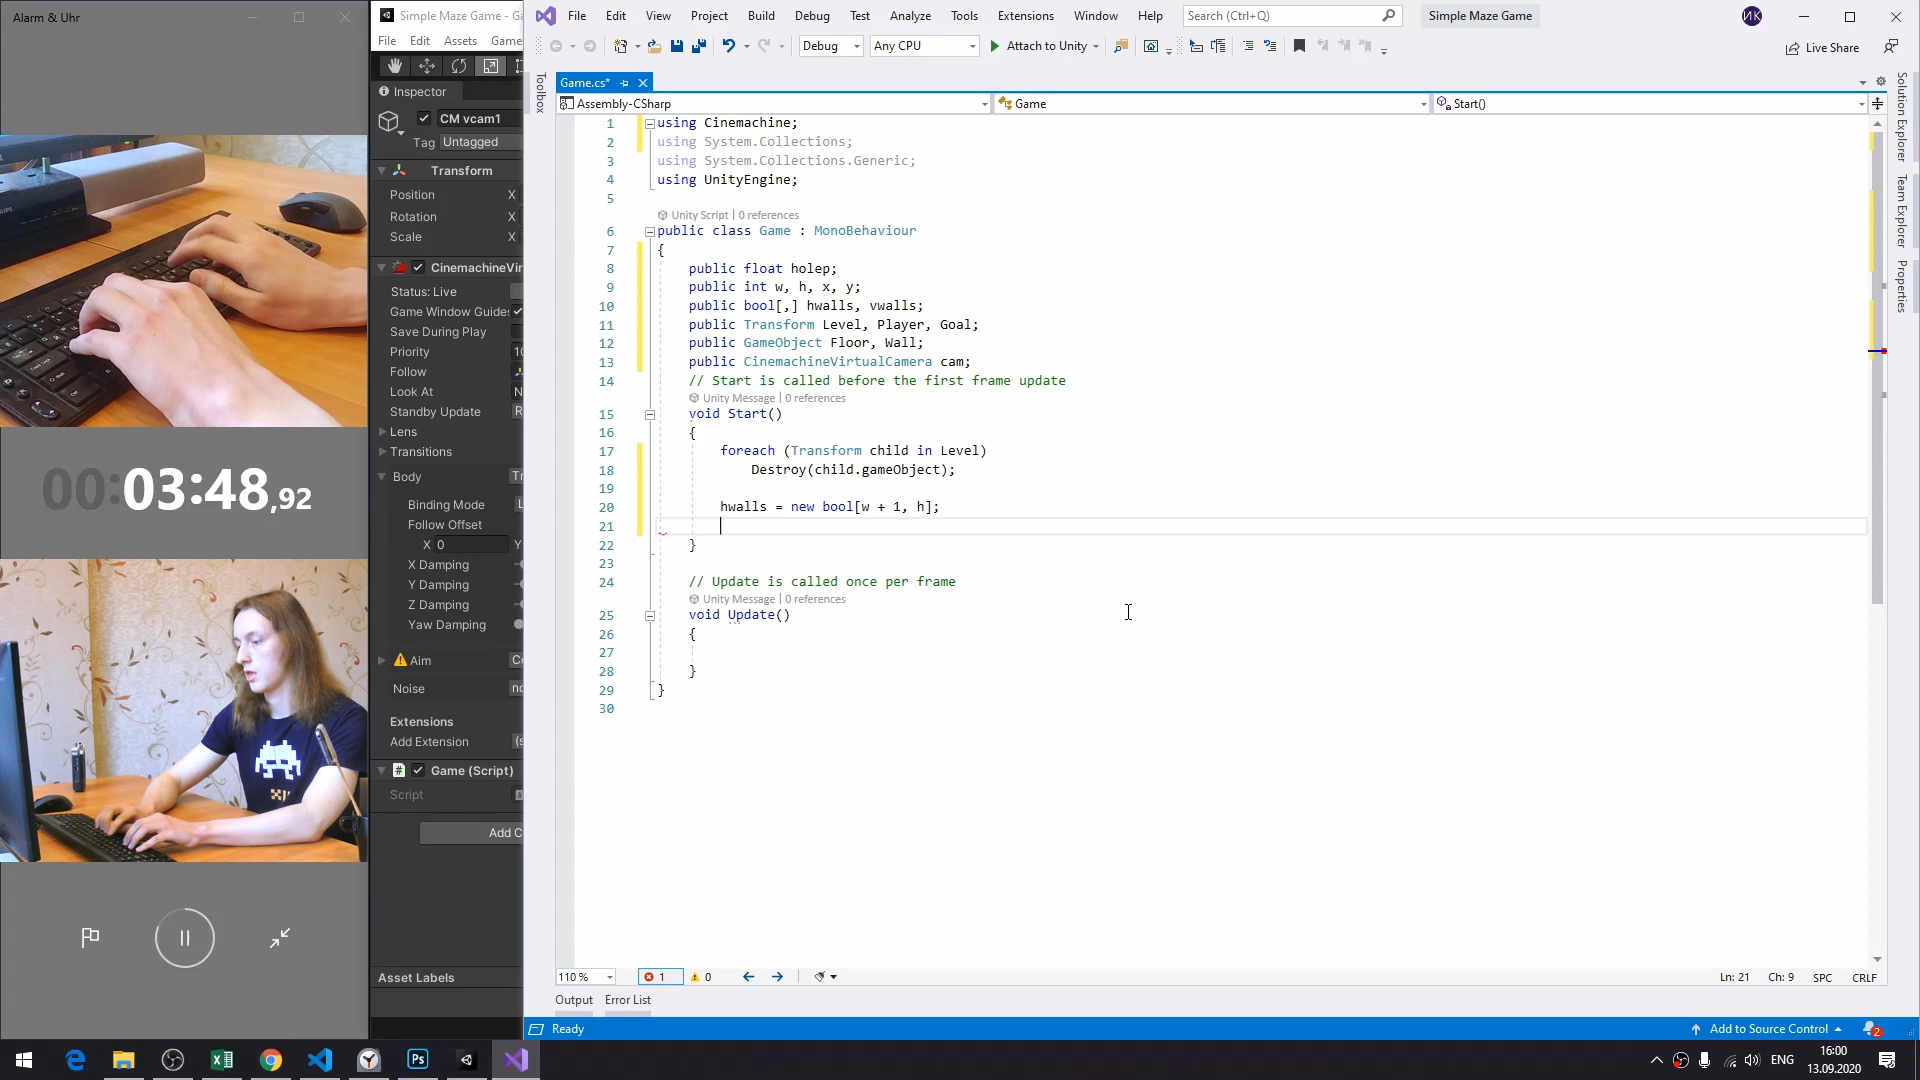 Alarm & Uhr
00:03:48,92
Simple Maze Game - Ga
File Edit Assets Game
Inspector
CM vcam1
Tag Untagged
Transform
Position X
Rotation X
Scale X
CinemachineVir
Status: Live
Game Window Guides
Save During Play
Priority 10
Follow
Look At N
Standby Update R
Lens
Transitions
Body Tr
Binding Mode L
Follow Offset
X 0 Y
X Damping
Y Damping
Z Damping
Yaw Damping
Aim Co
Noise no
Extensions
Add Extension (s
# Game (Script)
Script
Add C
Asset Labels
File Edit View Project Build Debug Test Analyze Tools Extensions Window Help Search (Ctrl+Q) Simple Maze Game ИК
Debug Any CPU Attach to Unity Live Share
Toolbox
Game.cs*
Assembly-CSharp Game Start()
1 using Cinemachine;
2 using System.Collections;
3 using System.Collections.Generic;
4 using UnityEngine;
5
Unity Script | 0 references
6 public class Game : MonoBehaviour
7 {
8 public float holep;
9 public int w, h, x, y;
10 public bool[,] hwalls, vwalls;
11 public Transform Level, Player, Goal;
12 public GameObject Floor, Wall;
13 public CinemachineVirtualCamera cam;
14 // Start is called before the first frame update
Unity Message | 0 references
15 void Start()
16 {
17 foreach (Transform child in Level)
18 Destroy(child.gameObject);
19
20 hwalls = new bool[w + 1, h];
21
22 }
23
24 // Update is called once per frame
Unity Message | 0 references
25 void Update()
26 {
27
28 }
29 }
30
Solution Explorer
Team Explorer
Properties
110 % 1 0 Ln: 21 Ch: 9 SPC CRLF
Output Error List
Ready Add to Source Control 2
Ps ENG 16:00
13.09.2020